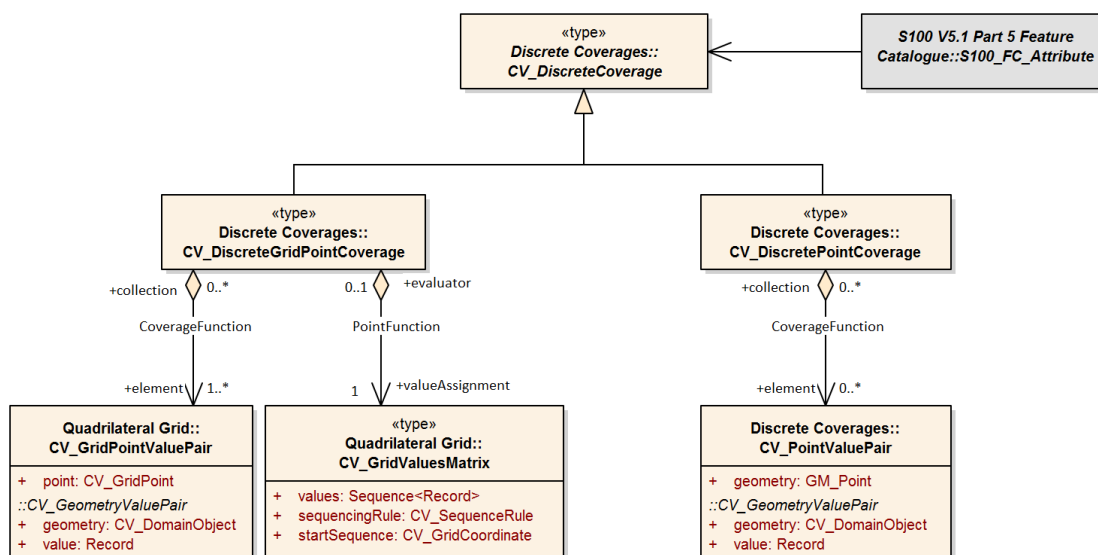 «type»
Discrete Coverages::
CV_DiscreteCoverage
S100 V5.1 Part 5 Feature
Catalogue::S100_FC_Attribute
«type»
Discrete Coverages::
CV_DiscreteGridPointCoverage
«type»
Discrete Coverages::
CV_DiscretePointCoverage
+collection
0..*
0..1
+evaluator
+collection
0..*
CoverageFunction
PointFunction
CoverageFunction
+element
1..*
1
+valueAssignment
+element
0..*
Quadrilateral Grid::
CV_GridPointValuePair
+ point: CV_GridPoint
::CV_GeometryValuePair
+ geometry: CV_DomainObject
+ value: Record
«type»
Quadrilateral Grid::
CV_GridValuesMatrix
+ values: Sequence<Record>
+ sequencingRule: CV_SequenceRule
+ startSequence: CV_GridCoordinate
Discrete Coverages::
CV_PointValuePair
+ geometry: GM_Point
::CV_GeometryValuePair
+ geometry: CV_DomainObject
+ value: Record